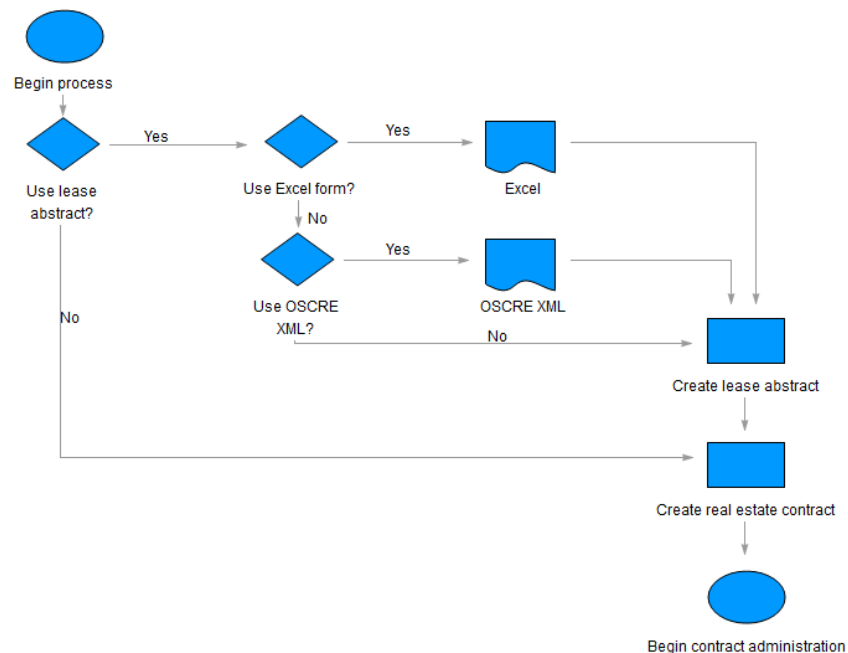 Begin process
Yes
Yes
Use lease
abstract?
Use Excel form?
Excel
No
Yes
Use OSCRE
XML?
OSCRE XML
No
No
Create lease abstract
Create real estate contract
Begin contract administration